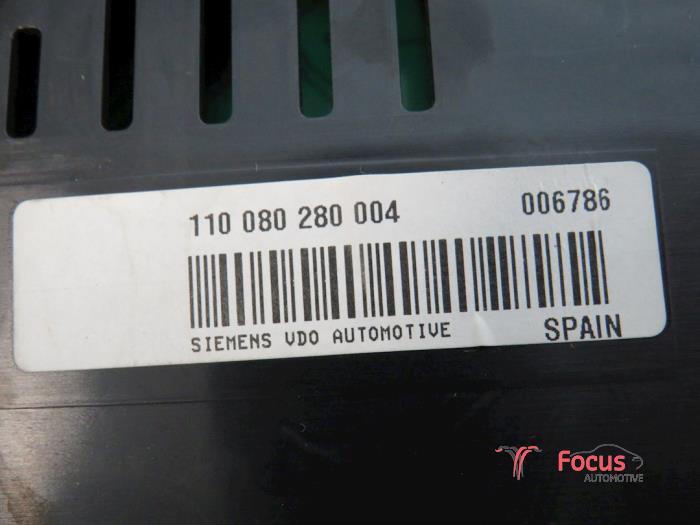 110 080 280 004 006786
SIEMENS VDO AUTOMOTIVE SPAIN
Focus
AUTOMOTIVE